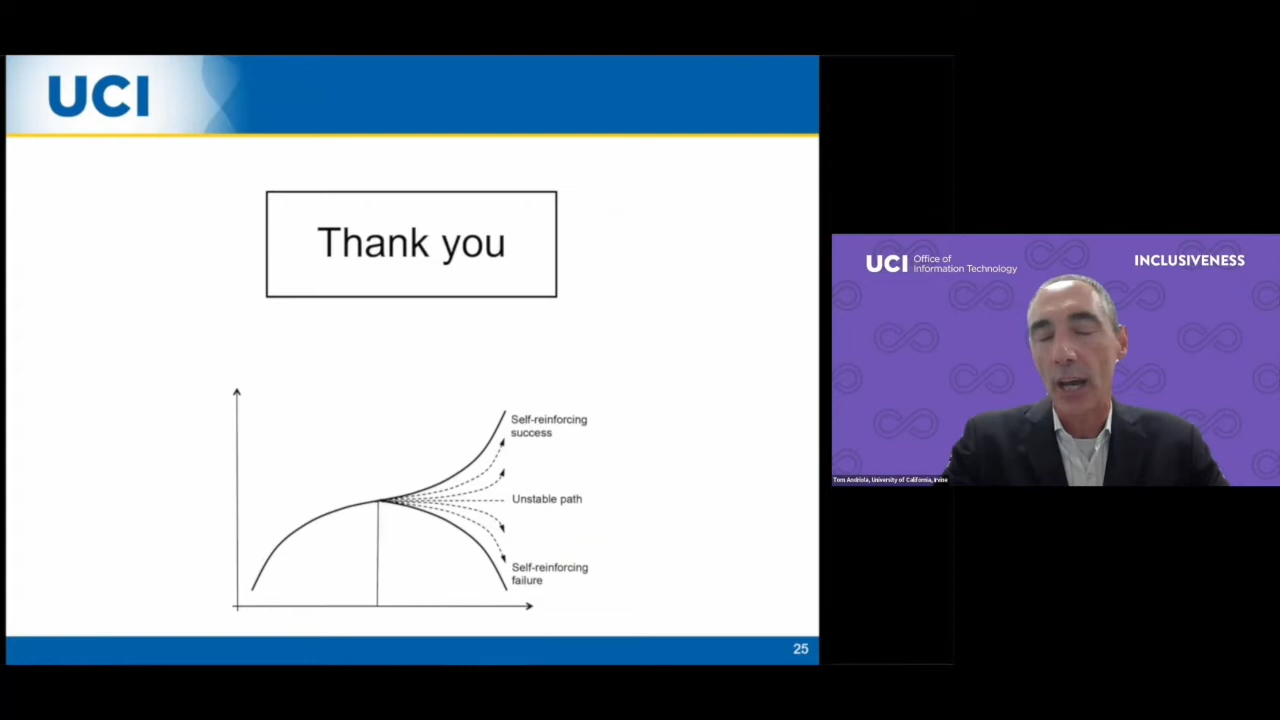 UCI
Thank you
Self-reinforcing
success
Unstable path
Self-reinforcing
failure
25
UCI Office of
Information Technology
INCLUSIVENESS
Tom Andriola, University of California, Irvine